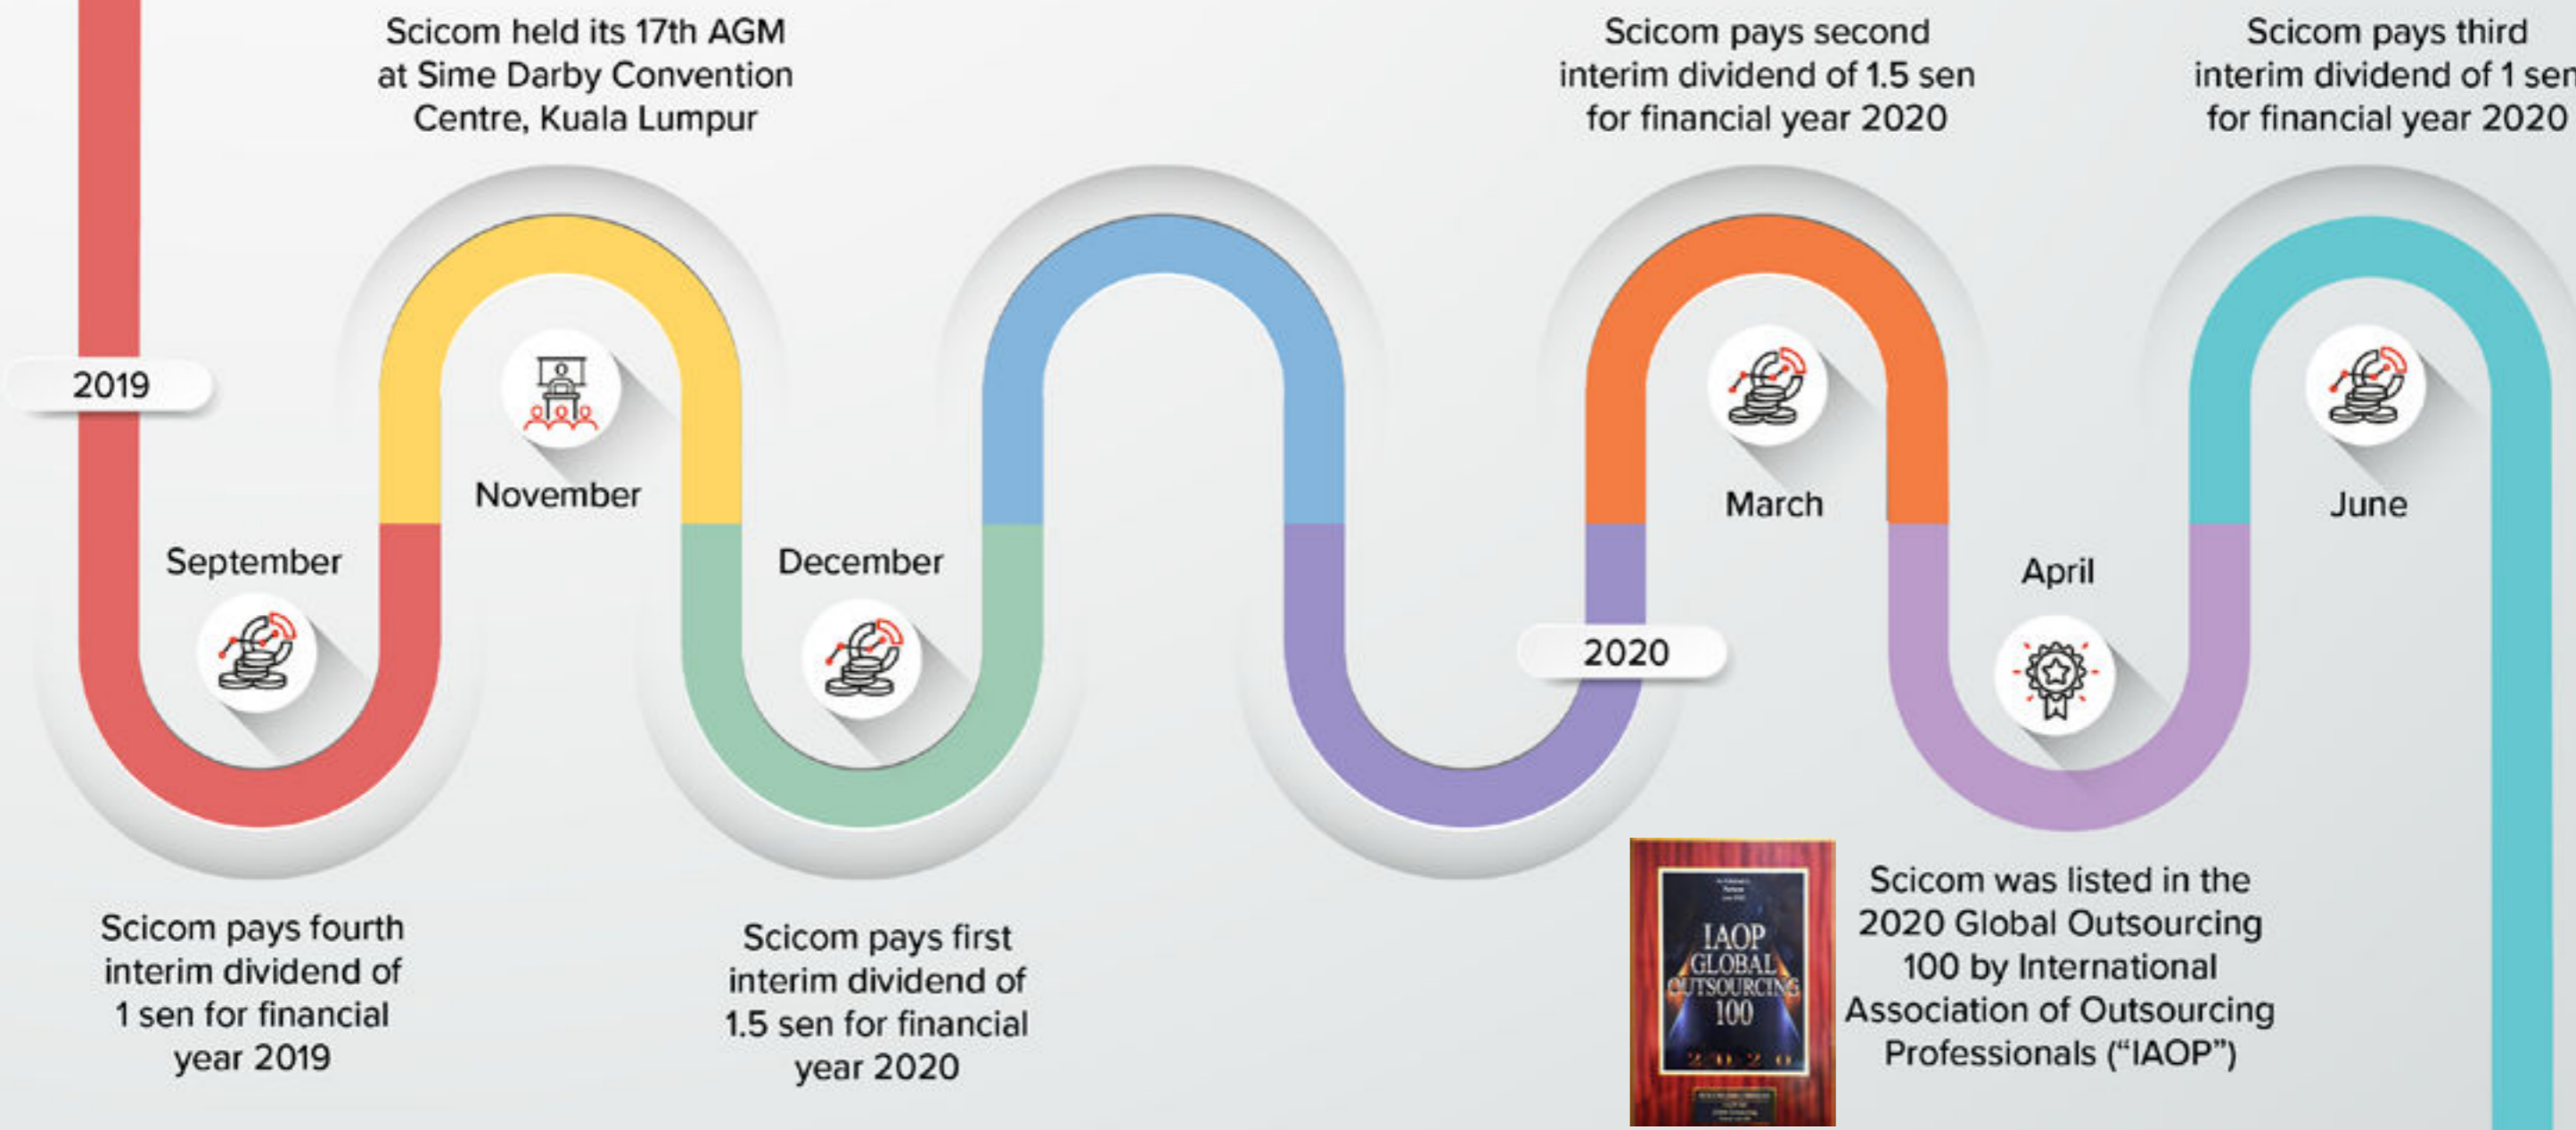 2019
September
Scicom pays fourth
interim dividend of
1 sen for financial
year 2019
Scicom held its 17th AGM
at Sime Darby Convention
Centre, Kuala Lumpur
November
December
Scicom pays first
interim dividend of
1.5 sen for financial
year 2020
2020
Scicom pays second
interim dividend of 1.5 sen
for financial year 2020
March
April
IAOP
GLOBAL
OUTSOURCING
100
2020
Scicom was listed in the
2020 Global Outsourcing
100 by International
Association of Outsourcing
Professionals (“IAOP”)
Scicom pays third
interim dividend of 1 sen
for financial year 2020
June